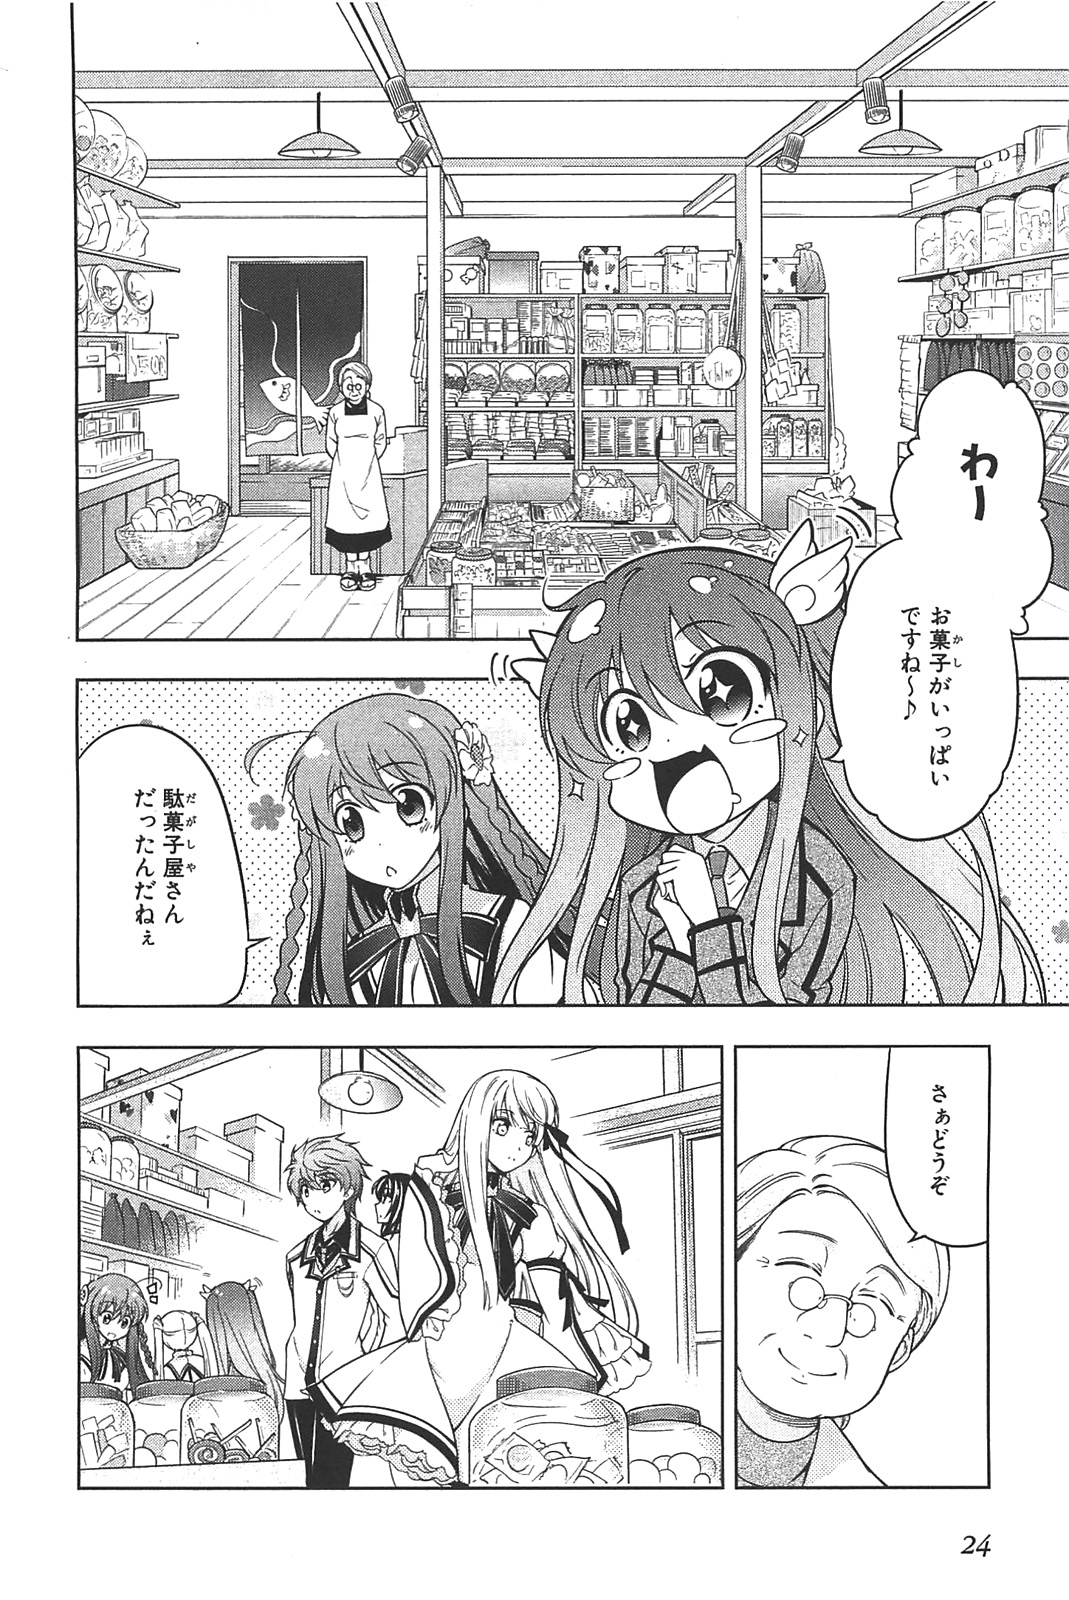 わー
お菓子がいっぱい
ですね～♪
駄菓子屋さん
だったんだねぇ
さぁどうぞ
24